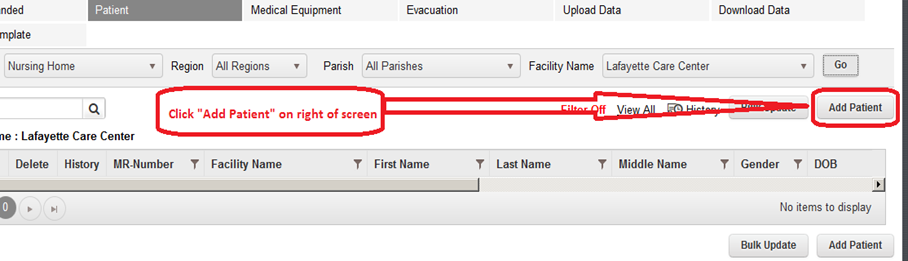 nded Patient Medical Equipment Evacuation Upload Data Download Data
mplate
Nursing Home Region All Regions Parish All Parishes Facility Name Lafayette Care Center Go
Click "Add Patient" on right of screen Filter Off View All History Bulk Update Add Patient
me : Lafayette Care Center
Delete History MR-Number Facility Name First Name Last Name Middle Name Gender DOB
0 No items to display
Bulk Update Add Patient